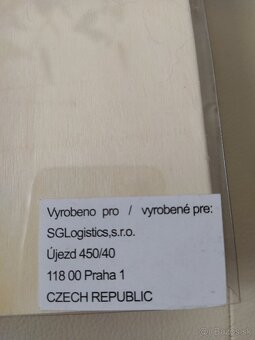 Vyrobeno pro / vyrobené pre:
SGLogistics,s.r.o.
Újezd 450/40
118 00 Praha 1
CZECH REPUBLIC